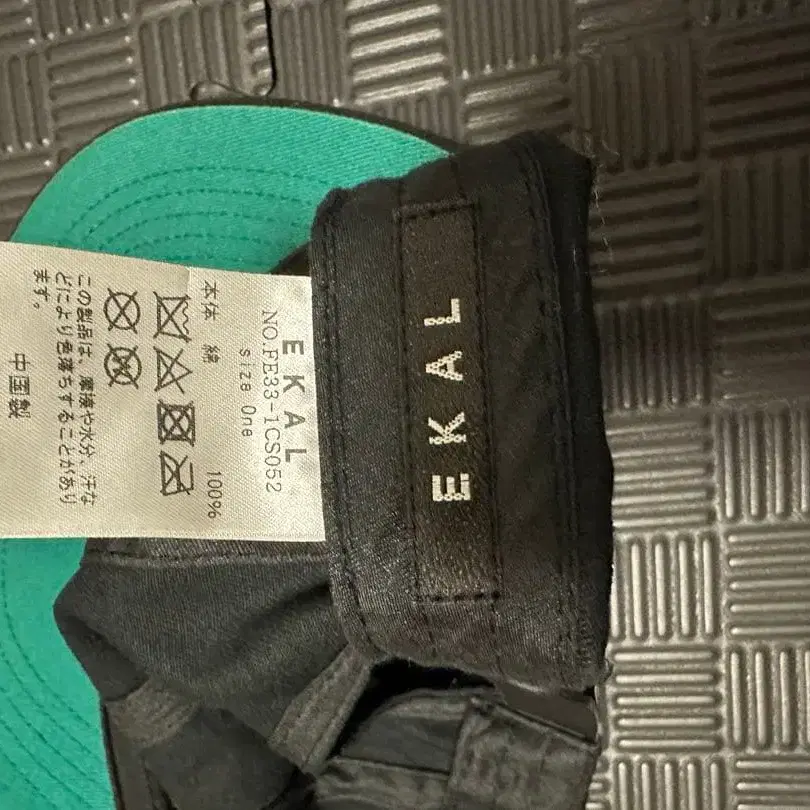 EKAL
NO.FE33-1CS052
size One
本体 綿 100%
この製品は、摩擦や水分、汗な
どにより色落ちすることがあり
ます。
中国製
EKAL